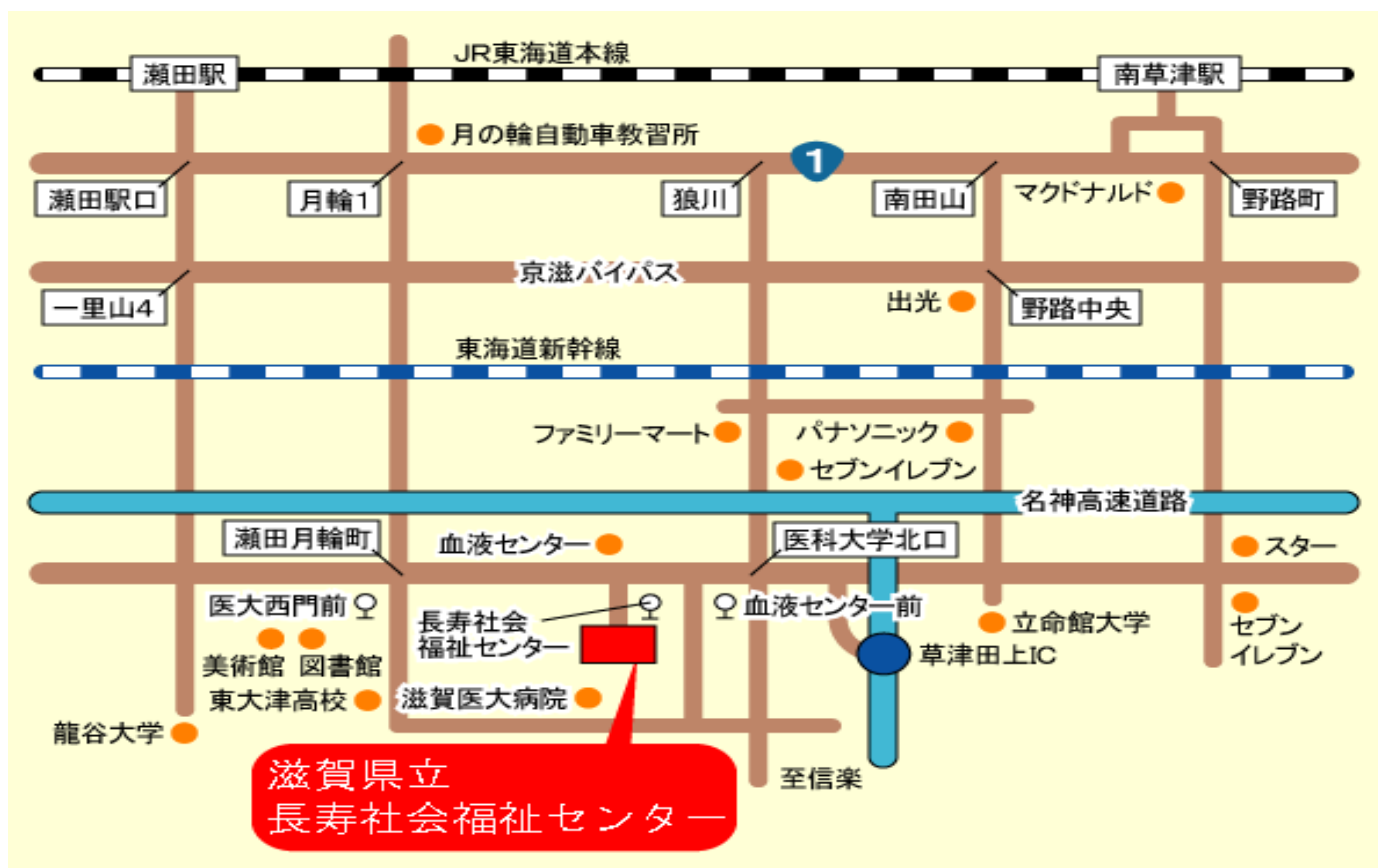 JR東海道本線
瀬田駅
南草津駅
月の輪自動車教習所
1
瀬田駅口
月輪1
狼川
南田山
マクドナルド
野路町
京滋バイパス
一里山4
出光
野路中央
東海道新幹線
ファミリーマート
パナソニック
セブンイレブン
名神高速道路
瀬田月輪町
血液センター
医科大学北口
スター
医大西門前
長寿社会
福祉センター
血液センター前
立命館大学
セブン
イレブン
美術館
図書館
草津田上IC
東大津高校
滋賀医大病院
龍谷大学
滋賀県立
長寿社会福祉センター
至信楽